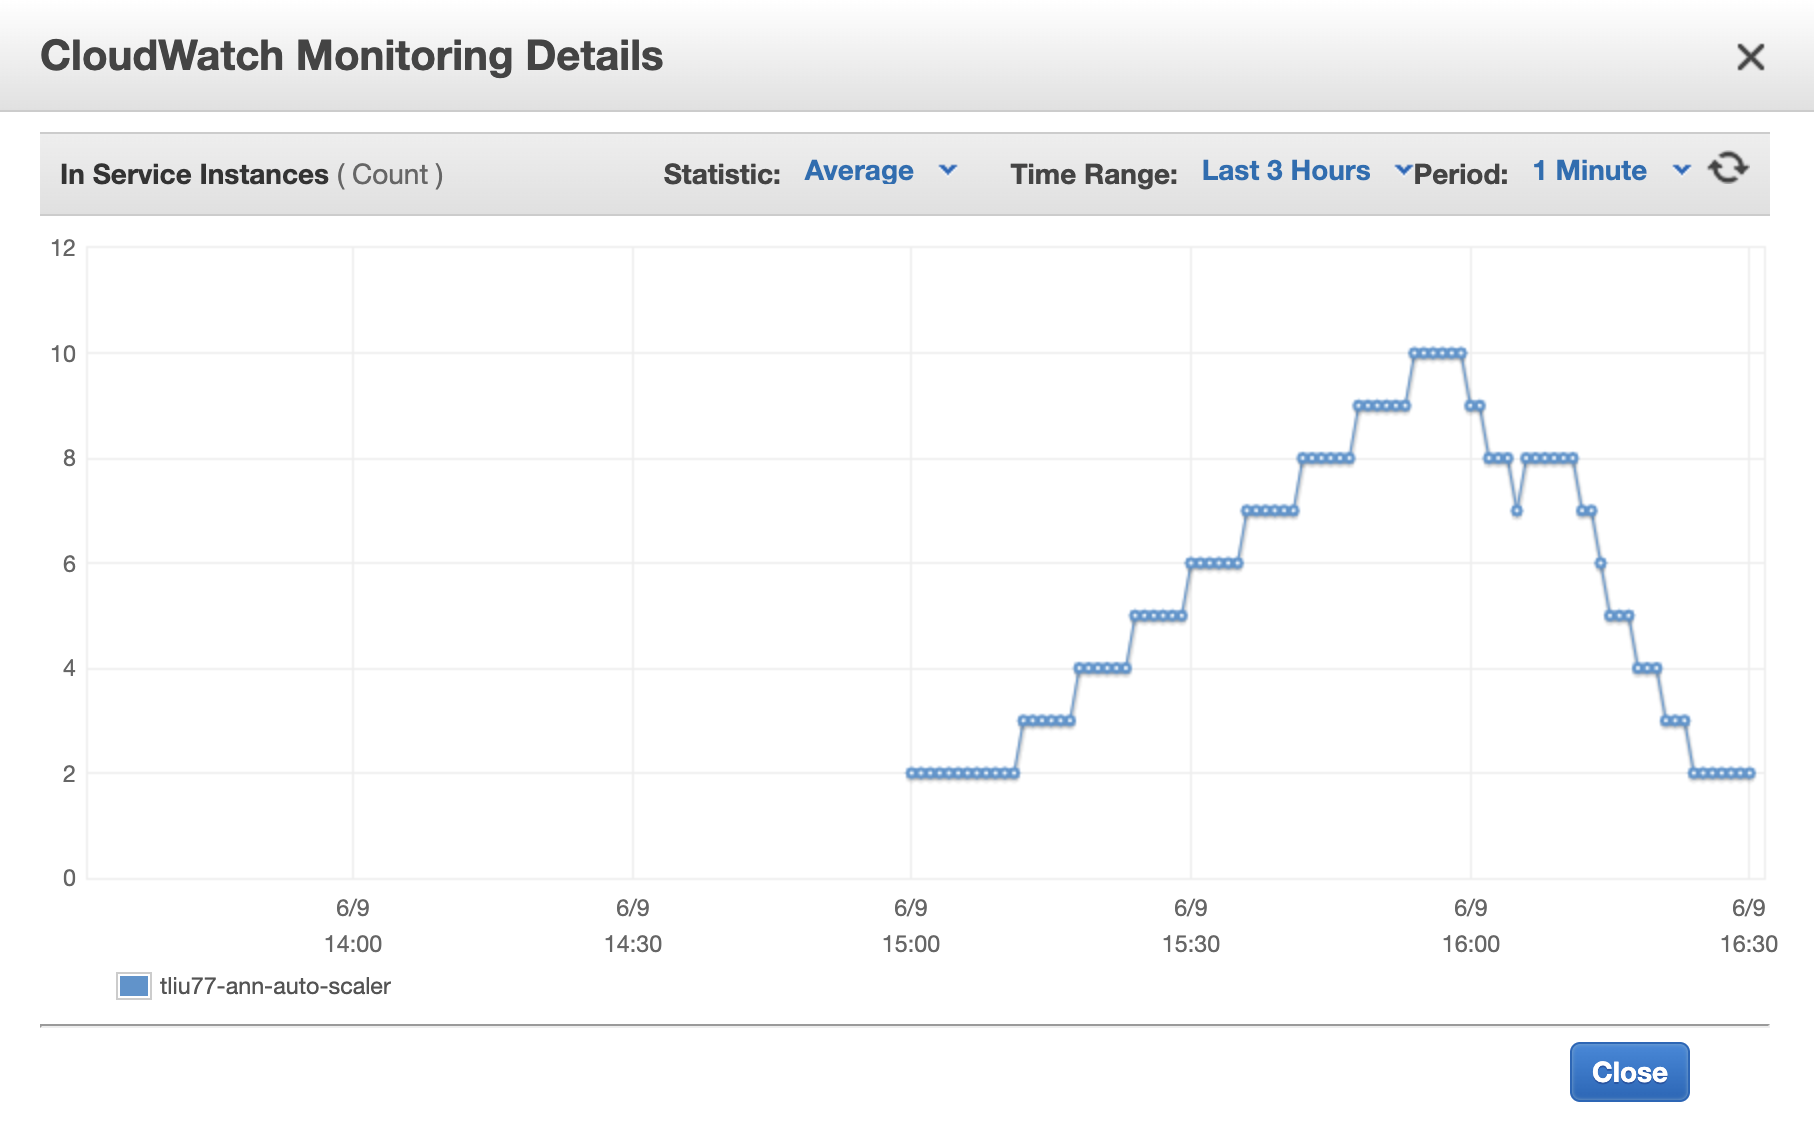 CloudWatch Monitoring Details
In Service Instances ( Count ) Statistic: Average Time Range: Last 3 Hours Period: 1 Minute
12
10
8
6
4
2
0
6/9 6/9 6/9 6/9 6/9 6/9
14:00 14:30 15:00 15:30 16:00 16:30
tliu77-ann-auto-scaler
Close